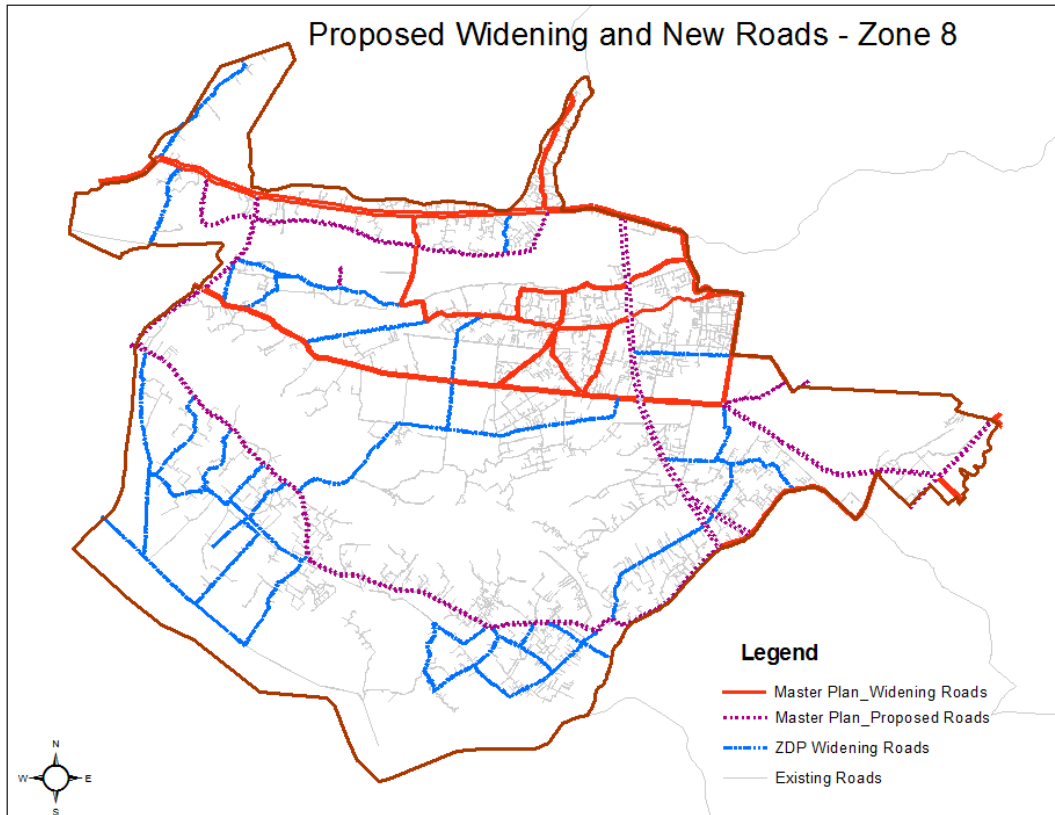 Proposed Widening and New Roads - Zone 8
Legend
Master Plan_Widening Roads
Master Plan_Proposed Roads
ZDP Widening Roads
Existing Roads
N
W E
S